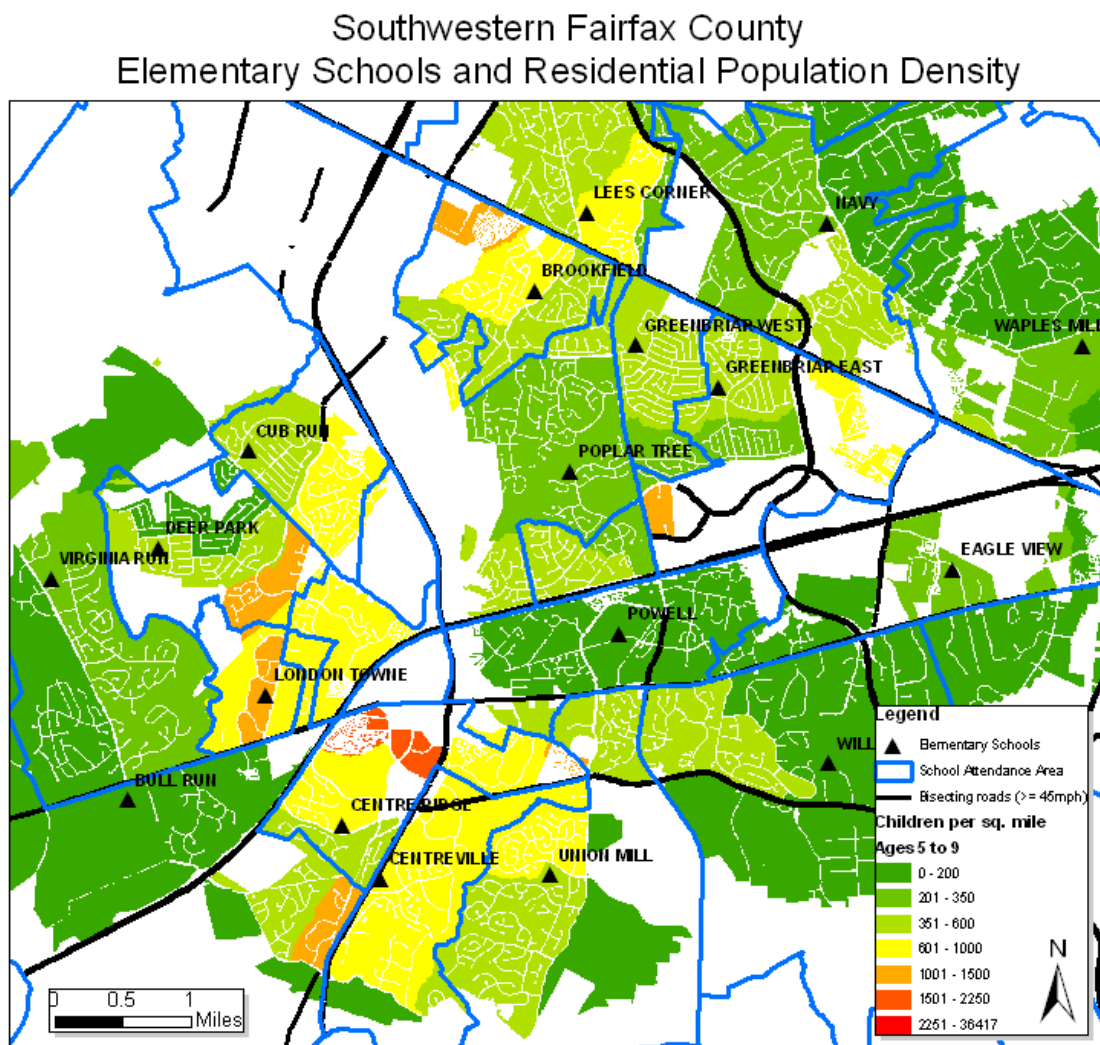 Southwestern Fairfax County
Elementary Schools and Residential Population Density
LEES CORNER
NAVY
BROOKFIELD
GREENBRIAR WEST
WAPLES MILL
GREENBRIAR EAST
CUB RUN
POPLAR TREE
DEER PARK
VIRGINIA RUN
EAGLE VIEW
POWELL
LONDON TOWNE
WILL
BULL RUN
CENTRE RIDGE
CENTREVILLE
UNION MILL
Legend
Elementary Schools
School Attendance Area
Bisecting roads (>= 45mph)
Children per sq. mile
Ages 5 to 9
0 - 200
201 - 350
351 - 600
601 - 1000
1001 - 1500
1501 - 2250
2251 - 36417
N
0 0.5 1
Miles